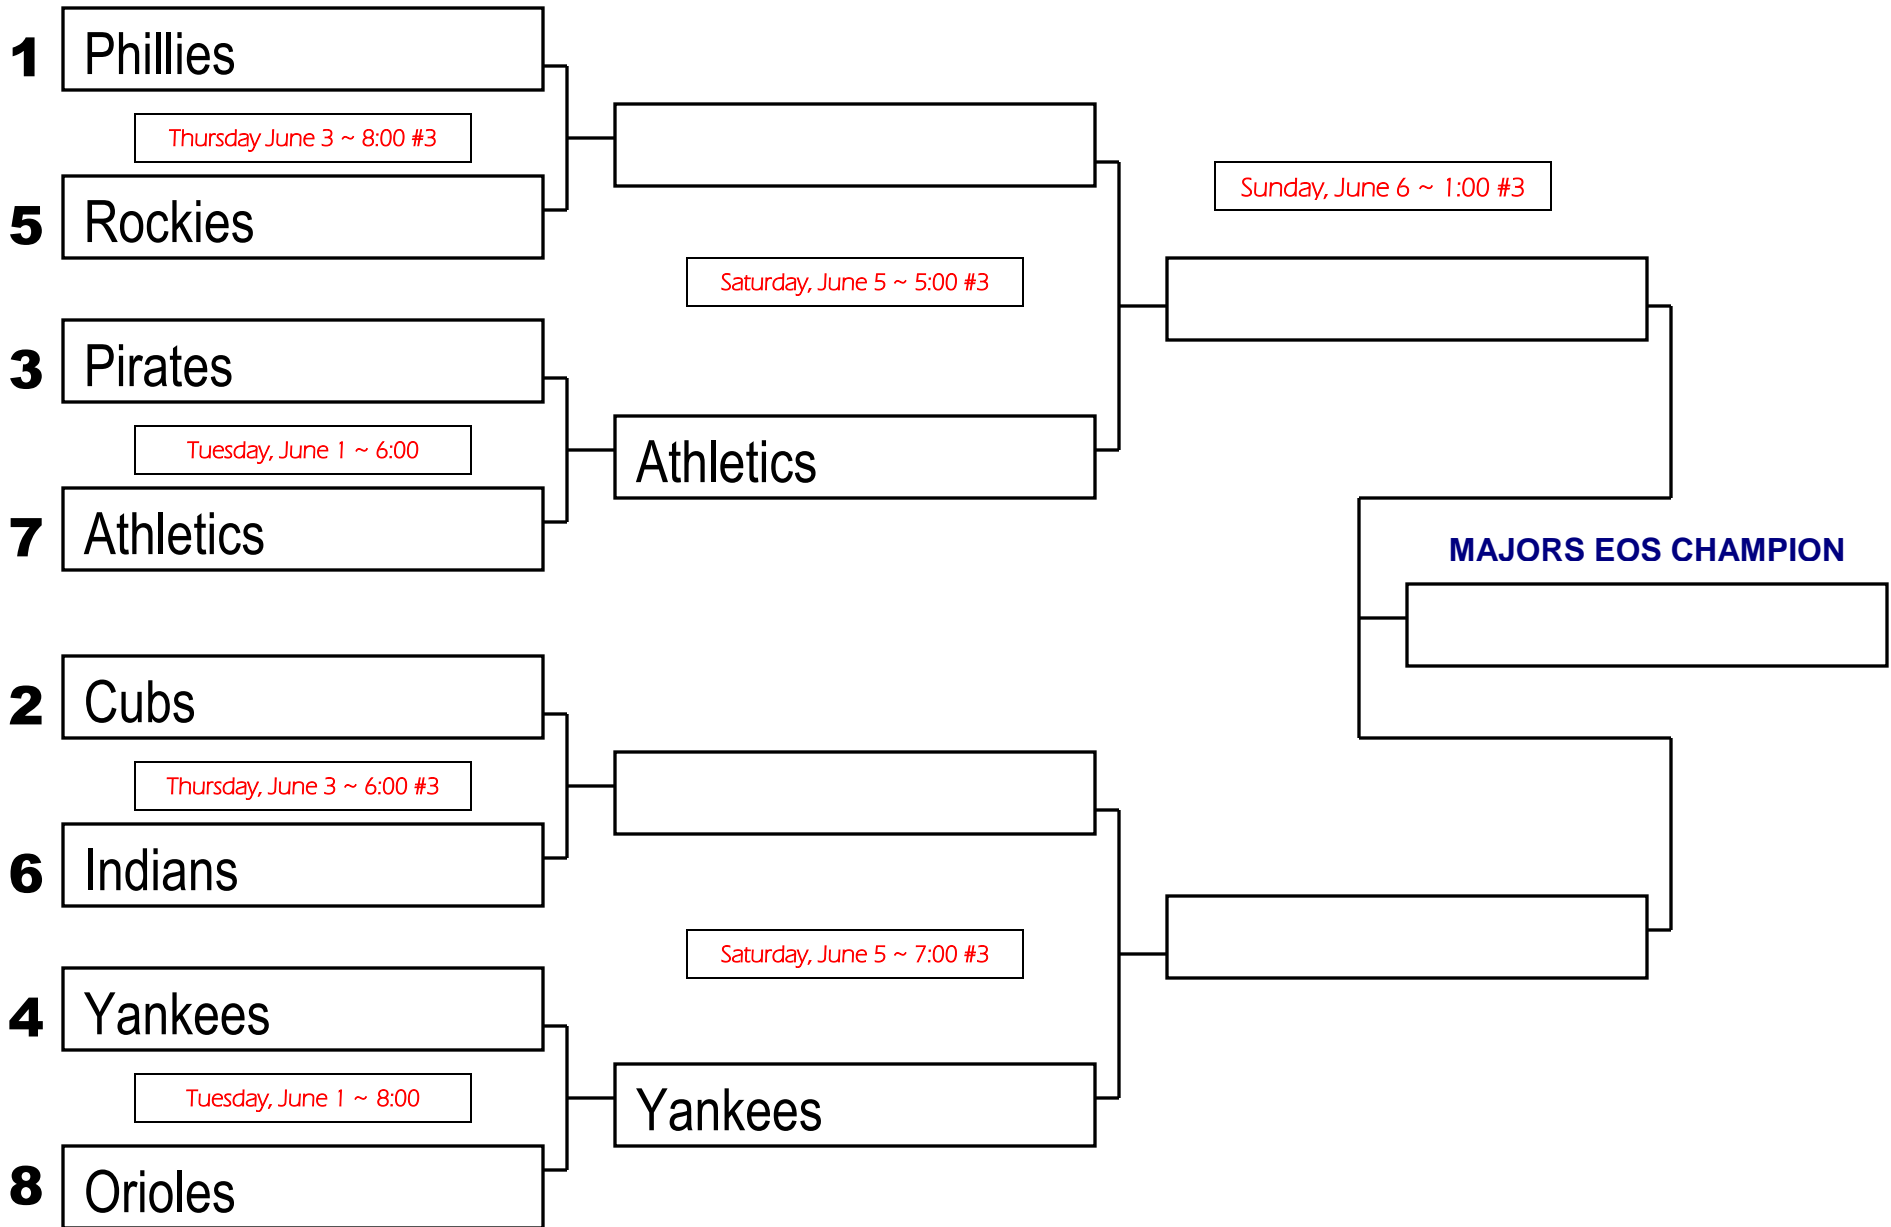 1 Phillies
Thursday June 3 ~ 8:00 #3
5 Rockies
3 Pirates
Tuesday, June 1 ~ 6:00
7 Athletics
2 Cubs
Thursday, June 3 ~ 6:00 #3
6 Indians
4 Yankees
Tuesday, June 1 ~ 8:00
8 Orioles
Saturday, June 5 ~ 5:00 #3
Athletics
Saturday, June 5 ~ 7:00 #3
Yankees
Sunday, June 6 ~ 1:00 #3
MAJORS EOS CHAMPION